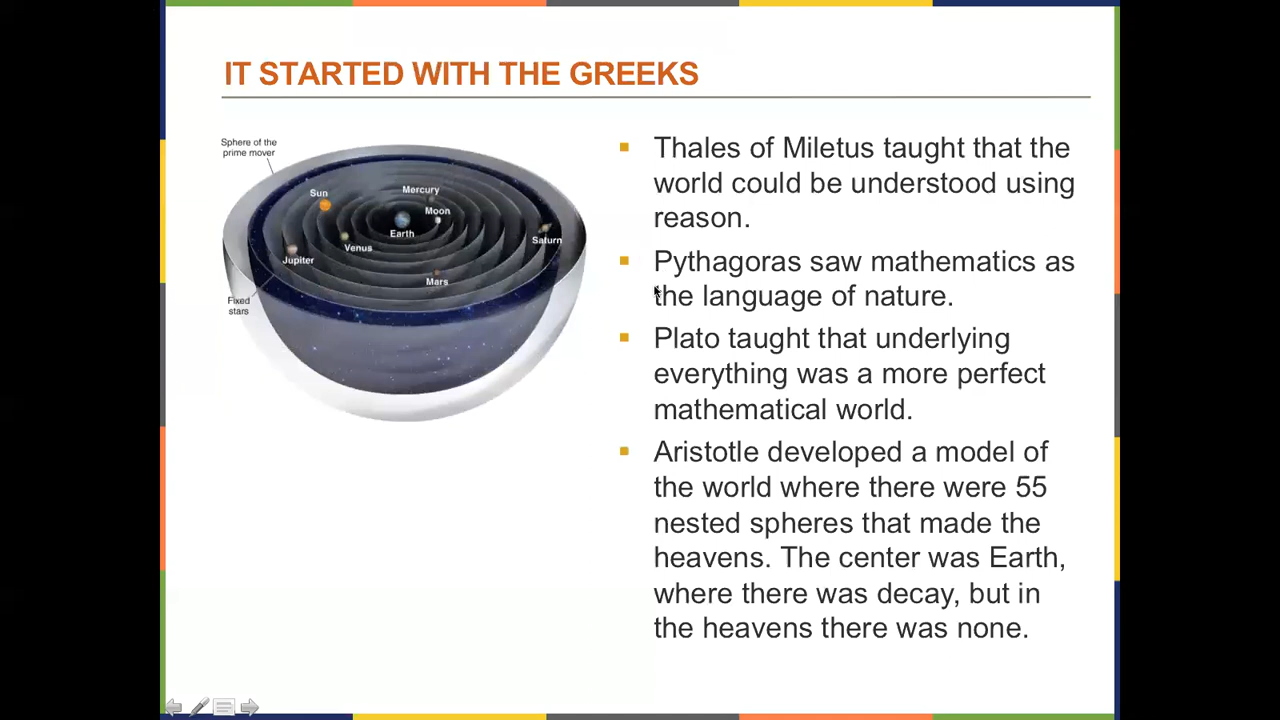 IT STARTED WITH THE GREEKS
Sphere of the
prime mover
Sun
Mercury
Moon
Earth
Venus
Saturn
Jupiter
Mars
Fixed
stars
Thales of Miletus taught that the
world could be understood using
reason.
Pythagoras saw mathematics as
the language of nature.
Plato taught that underlying
everything was a more perfect
mathematical world.
Aristotle developed a model of
the world where there were 55
nested spheres that made the
heavens. The center was Earth,
where there was decay, but in
the heavens there was none.